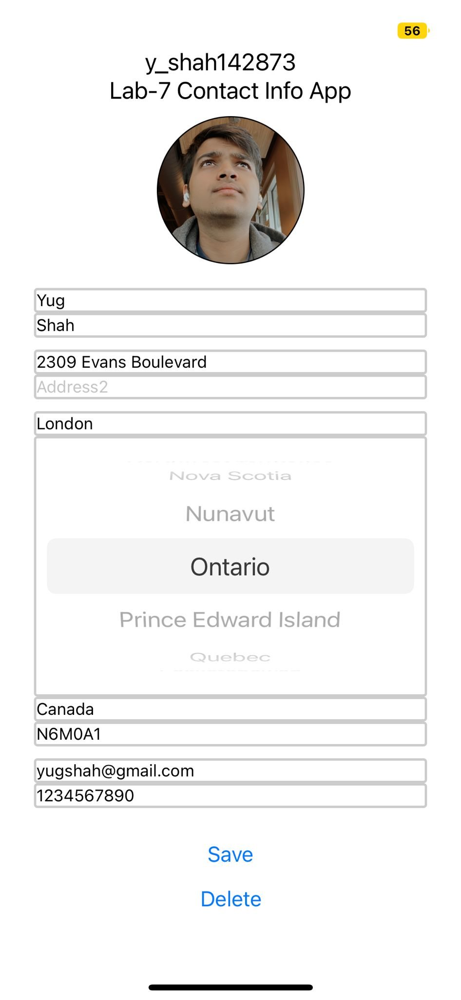 56
y_shah142873
Lab-7 Contact Info App
Yug
Shah
2309 Evans Boulevard
Address2
London
Nova Scotia
Nunavut
Ontario
Prince Edward Island
Quebec
Canada
N6M0A1
yugshah@gmail.com
1234567890
Save
Delete